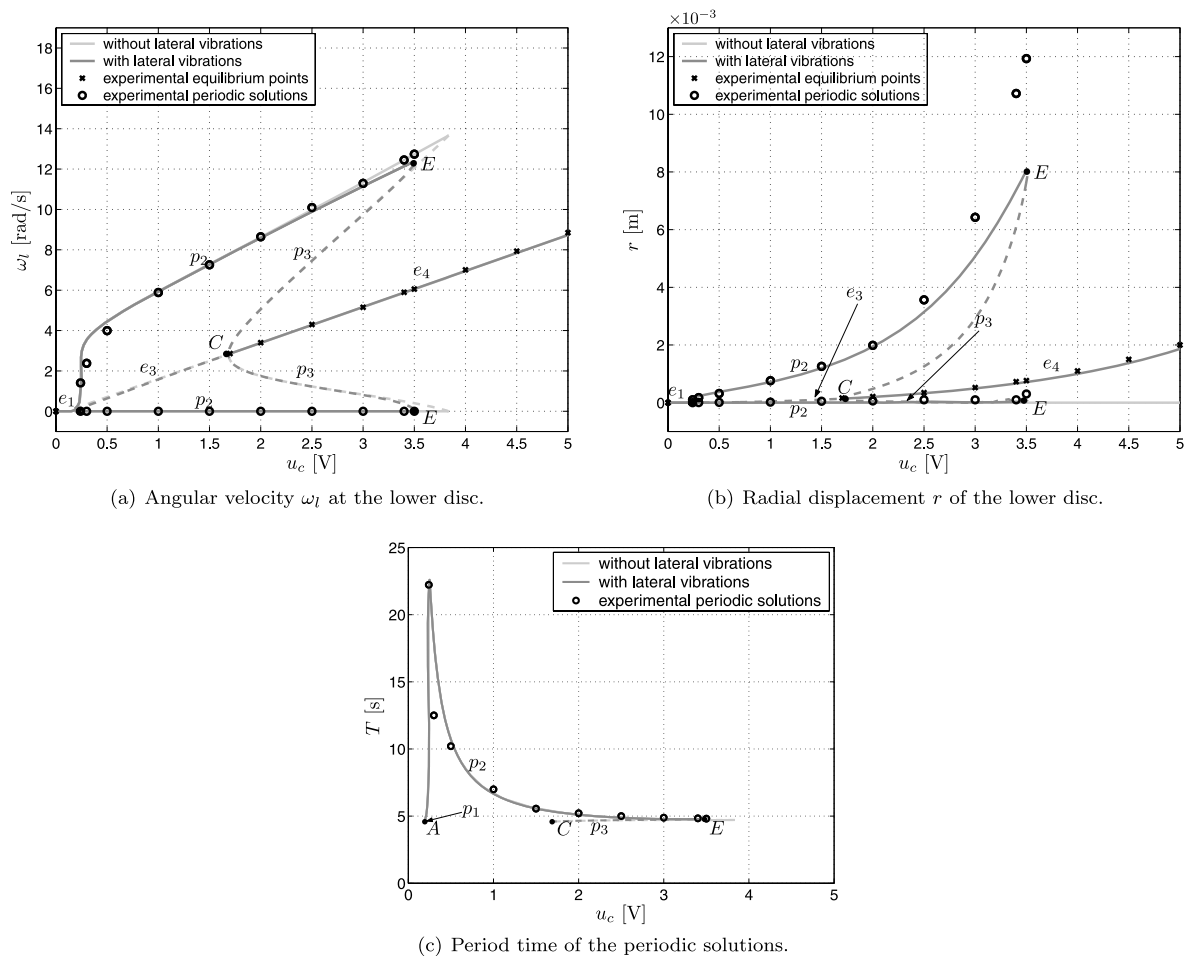 without lateral vibrations
with lateral vibrations
experimental equilibrium points
experimental periodic solutions
18
16
14
12
10
8
6
4
2
0
ω_l [rad/s]
E
p_2
p_3
e_4
C
e_3
p_3
e_1
p_2
E
0 0.5 1 1.5 2 2.5 3 3.5 4 4.5 5
u_c [V]
(a) Angular velocity ω_l at the lower disc.
×10⁻³
without lateral vibrations
with lateral vibrations
experimental equilibrium points
experimental periodic solutions
12
10
8
6
4
2
0
r [m]
E
e_3
p_3
p_2
e_4
C
e_1
p_2
E
0 0.5 1 1.5 2 2.5 3 3.5 4 4.5 5
u_c [V]
(b) Radial displacement r of the lower disc.
without lateral vibrations
with lateral vibrations
experimental periodic solutions
25
20
15
10
5
0
T [s]
p_2
p_1
A
C
p_3
E
0 1 2 3 4 5
u_c [V]
(c) Period time of the periodic solutions.